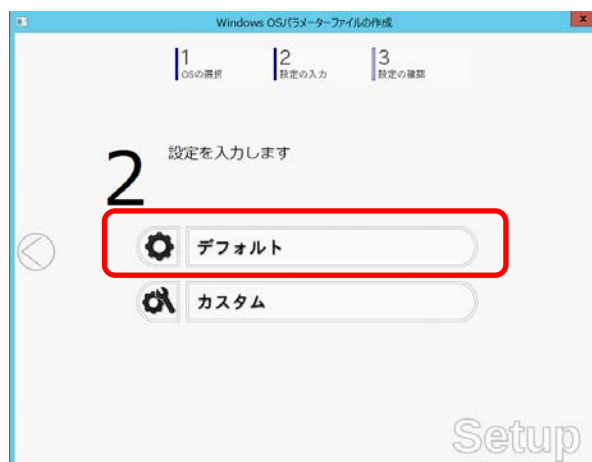 Windows OSパラメーターファイルの作成
x
1
OSの選択
2
設定の入力
3
設定の確認
2
設定を入力します
デフォルト
カスタム
Setup